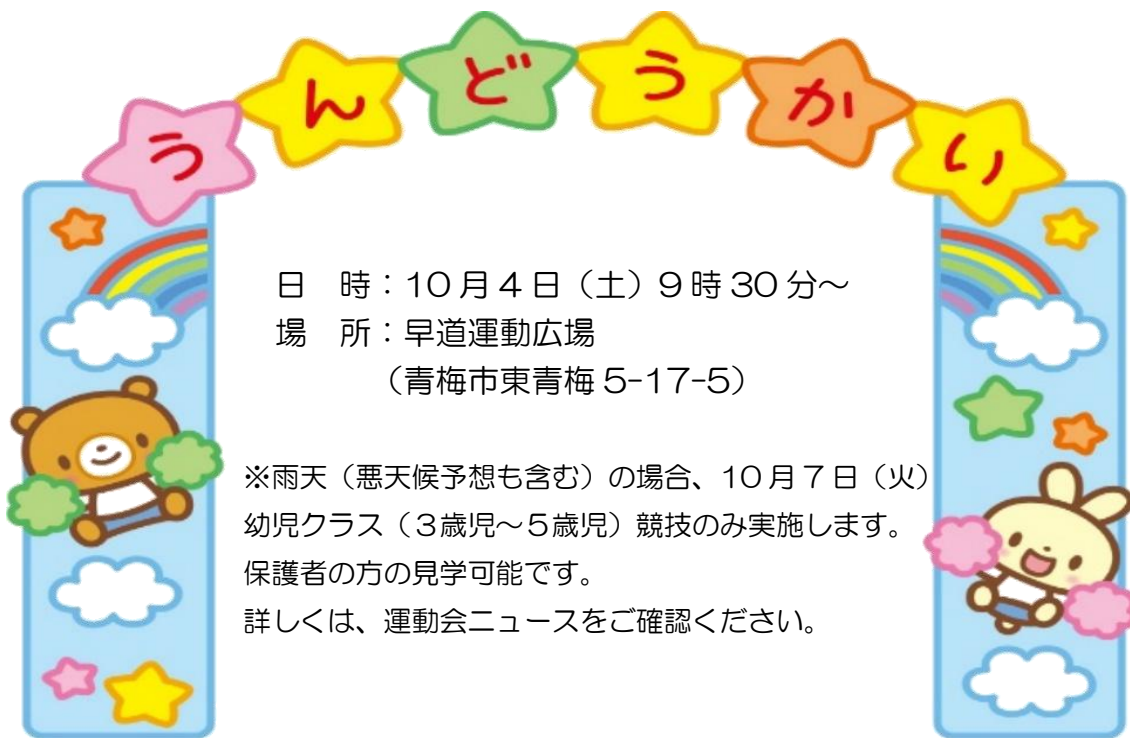 うんどうかい
日　時：10月4日（土）9時30分～
場　所：早道運動広場
（青梅市東青梅5-17-5）
※雨天（悪天候予想も含む）の場合、10月7日（火）
幼児クラス（3歳児～5歳児）競技のみ実施します。
保護者の方の見学可能です。
詳しくは、運動会ニュースをご確認ください。